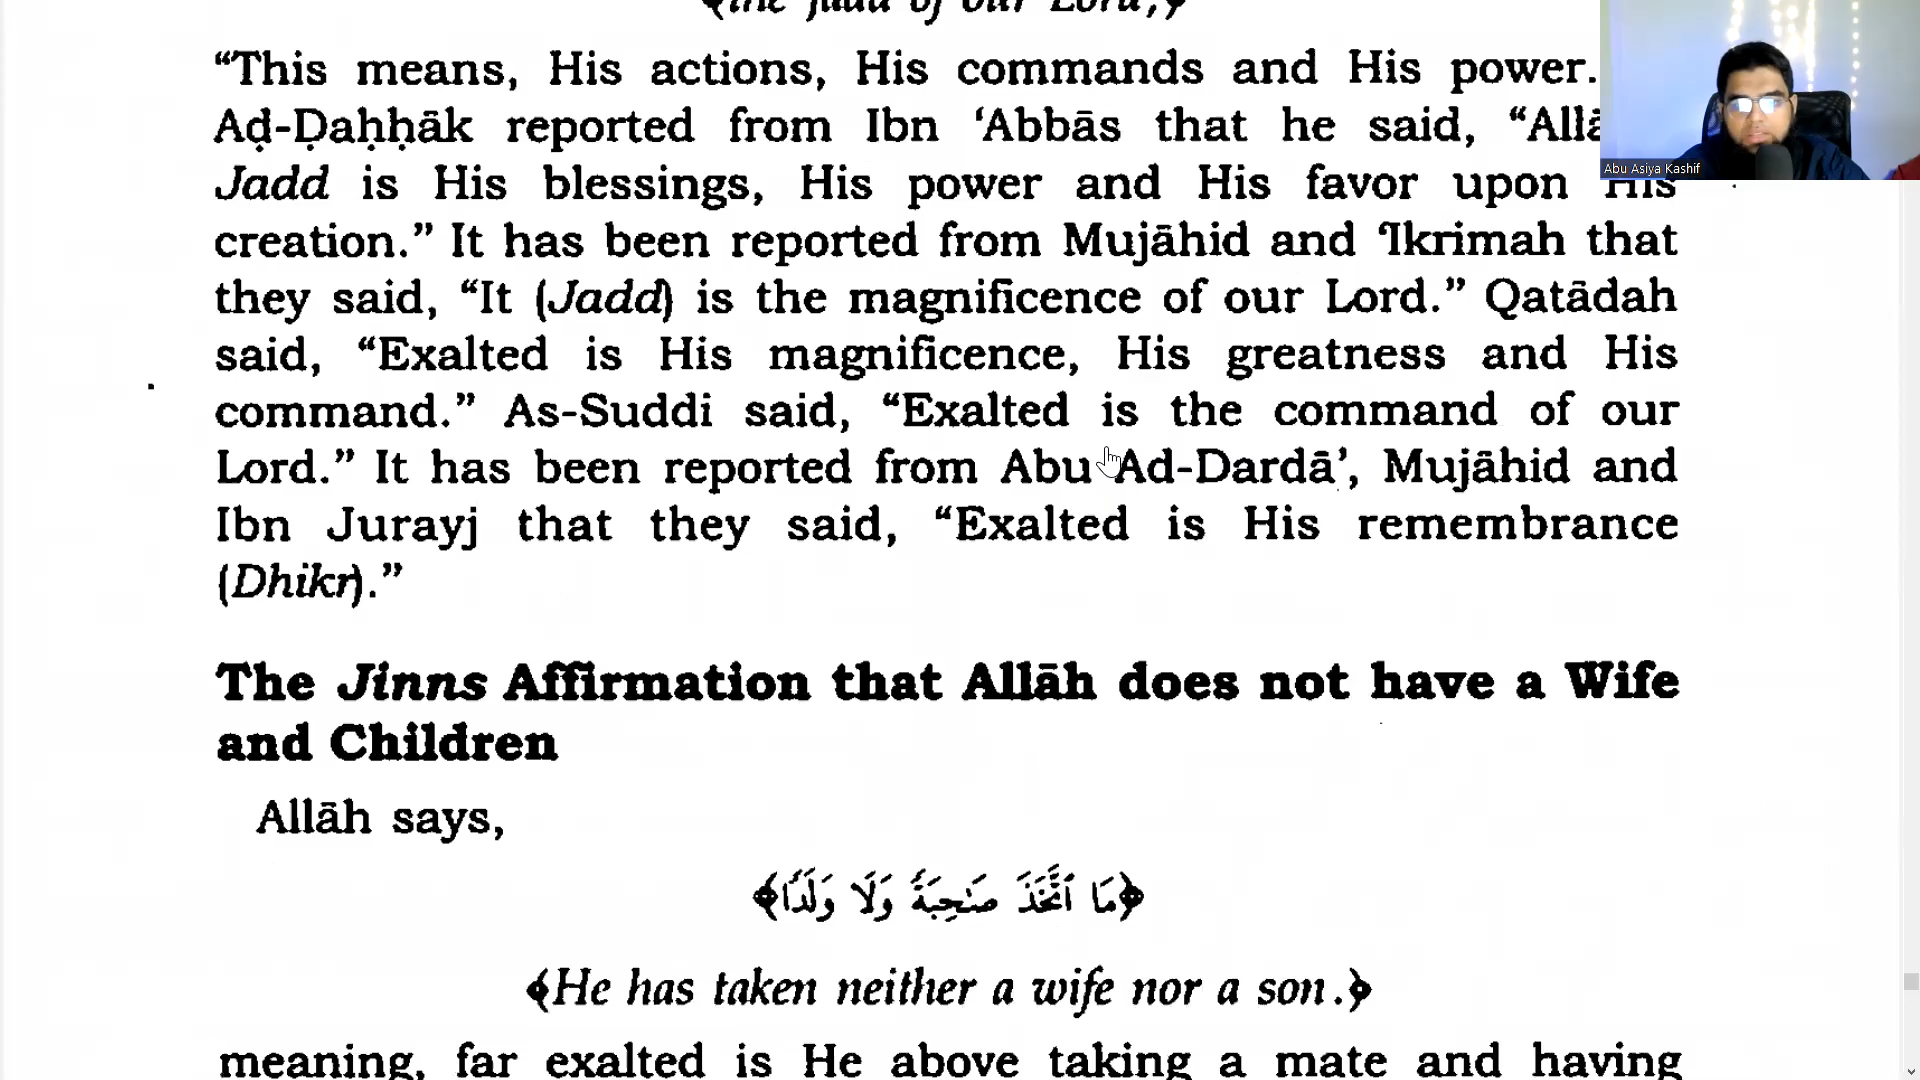 ﴾the Jadd of our Lord,﴿
“This means, His actions, His commands and His power.
Aḍ-Ḍaḥḥāk reported from Ibn ‘Abbās that he said, “Allā
Jadd is His blessings, His power and His favor upon His
creation.” It has been reported from Mujāhid and ‘Ikrimah that
they said, “It (Jadd) is the magnificence of our Lord.” Qatādah
said, “Exalted is His magnificence, His greatness and His
command.” As-Suddi said, “Exalted is the command of our
Lord.” It has been reported from Abu Ad-Dardā’, Mujāhid and
Ibn Jurayj that they said, “Exalted is His remembrance
(Dhikr).”
The Jinns Affirmation that Allāh does not have a Wife
and Children
Allāh says,
﴿مَا ٱتَّخَذَ صَـٰحِبَةً وَلَا وَلَدًا﴾
﴾He has taken neither a wife nor a son.﴿
meaning, far exalted is He above taking a mate and having
Abu Asiya Kashif